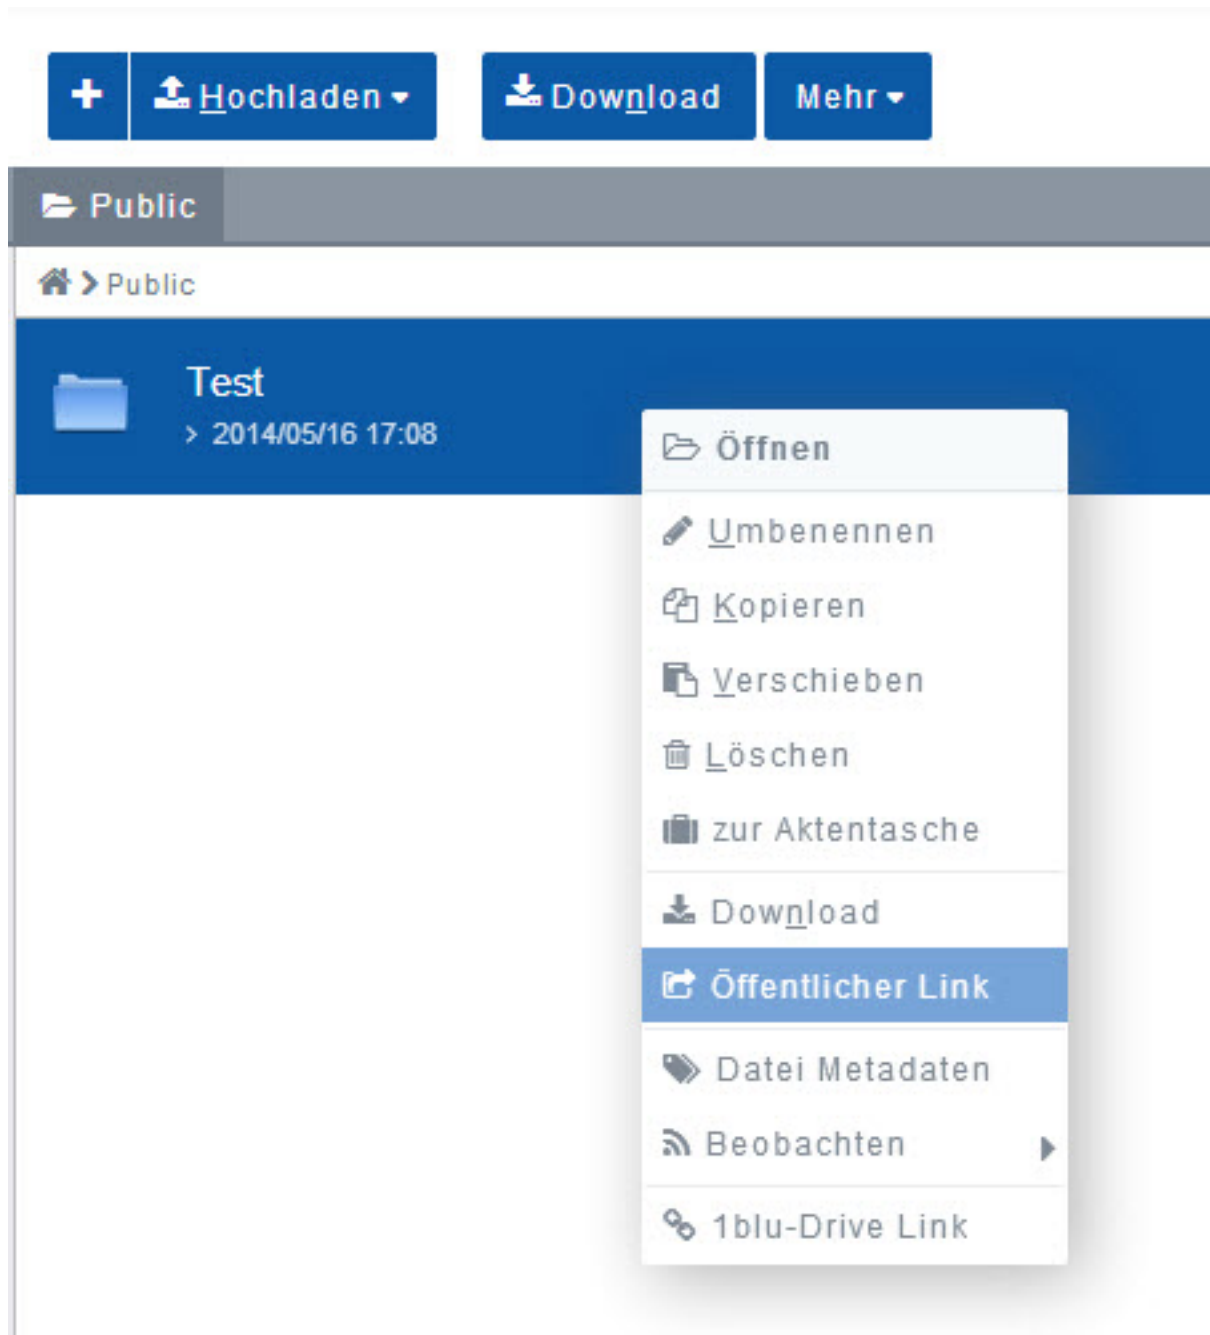 Hochladen
Download
Mehr
Public
Public
Test
> 2014/05/16 17:08
Öffnen
Umbenennen
Kopieren
Verschieben
Löschen
zur Aktentasche
Download
Öffentlicher Link
Datei Metadaten
Beobachten
1blu-Drive Link